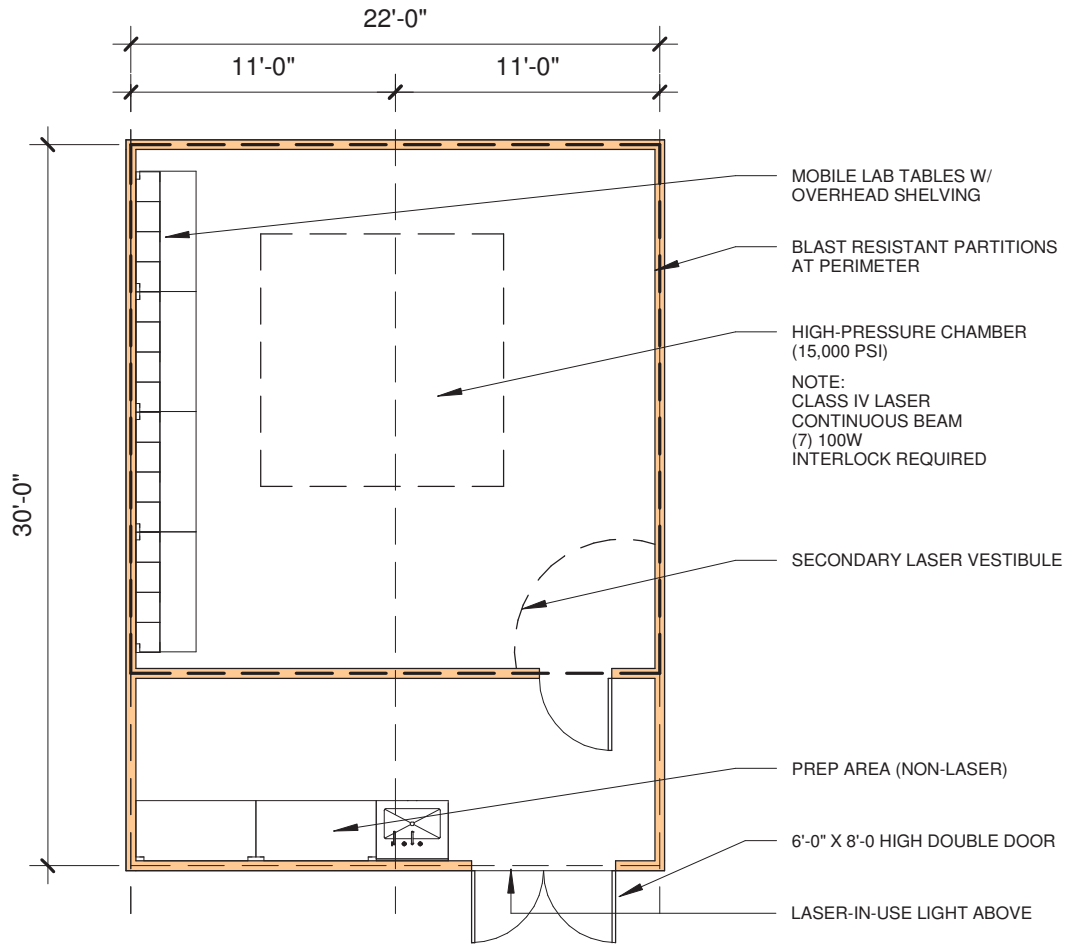 22'-0"
11'-0"
11'-0"
30'-0"
MOBILE LAB TABLES W/
OVERHEAD SHELVING
BLAST RESISTANT PARTITIONS
AT PERIMETER
HIGH-PRESSURE CHAMBER
(15,000 PSI)
NOTE:
CLASS IV LASER
CONTINUOUS BEAM
(7) 100W
INTERLOCK REQUIRED
SECONDARY LASER VESTIBULE
PREP AREA (NON-LASER)
6'-0" X 8'-0 HIGH DOUBLE DOOR
LASER-IN-USE LIGHT ABOVE